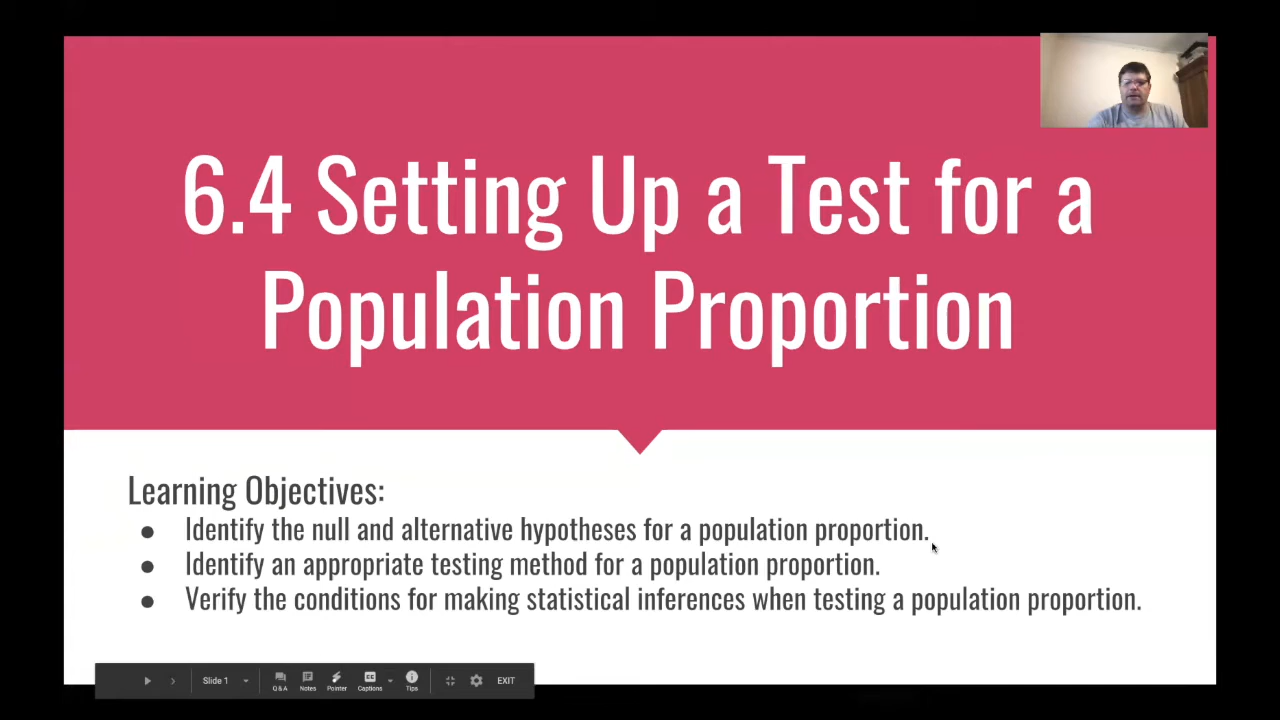 6.4 Setting Up a Test for a
Population Proportion
Learning Objectives:
● Identify the null and alternative hypotheses for a population proportion.
● Identify an appropriate testing method for a population proportion.
● Verify the conditions for making statistical inferences when testing a population proportion.
Slide 1
Q&A Notes Pointer Captions Tips EXIT